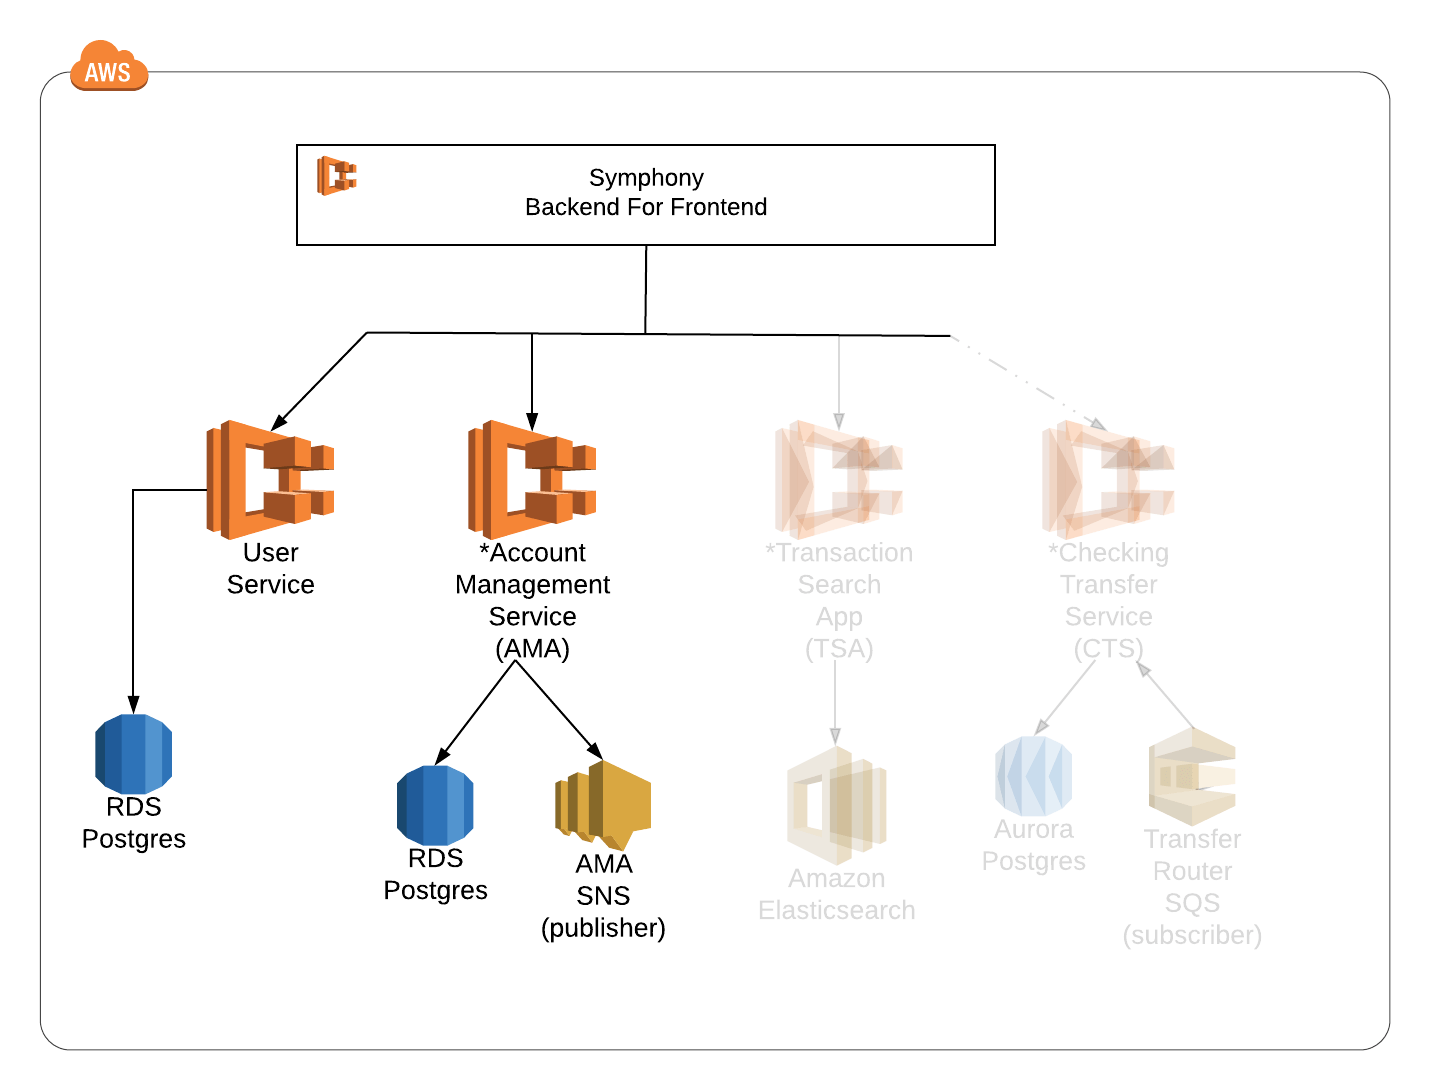 AWS
Symphony
Backend For Frontend
User
Service
*Account
Management
Service
(AMA)
*Transaction
Search
App
(TSA)
*Checking
Transfer
Service
(CTS)
RDS
Postgres
RDS
Postgres
AMA
SNS
(publisher)
Amazon
Elasticsearch
Aurora
Postgres
Transfer
Router
SQS
(subscriber)